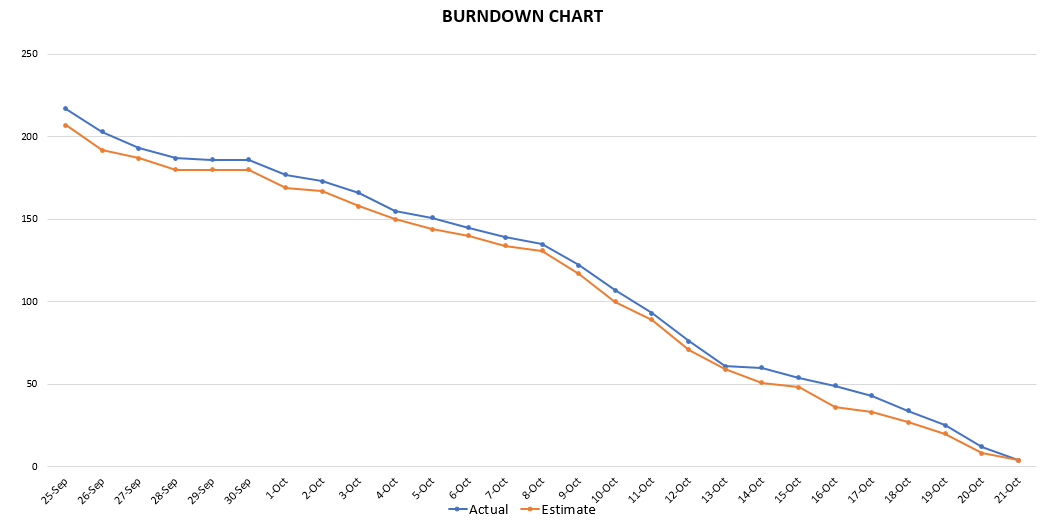 BURNDOWN CHART
250
200
150
100
50
0
25-Sep 26-Sep 27-Sep 28-Sep 29-Sep 30-Sep 1-Oct 2-Oct 3-Oct 4-Oct 5-Oct 6-Oct 7-Oct 8-Oct 9-Oct 10-Oct 11-Oct 12-Oct 13-Oct 14-Oct 15-Oct 16-Oct 17-Oct 18-Oct 19-Oct 20-Oct 21-Oct
Actual Estimate